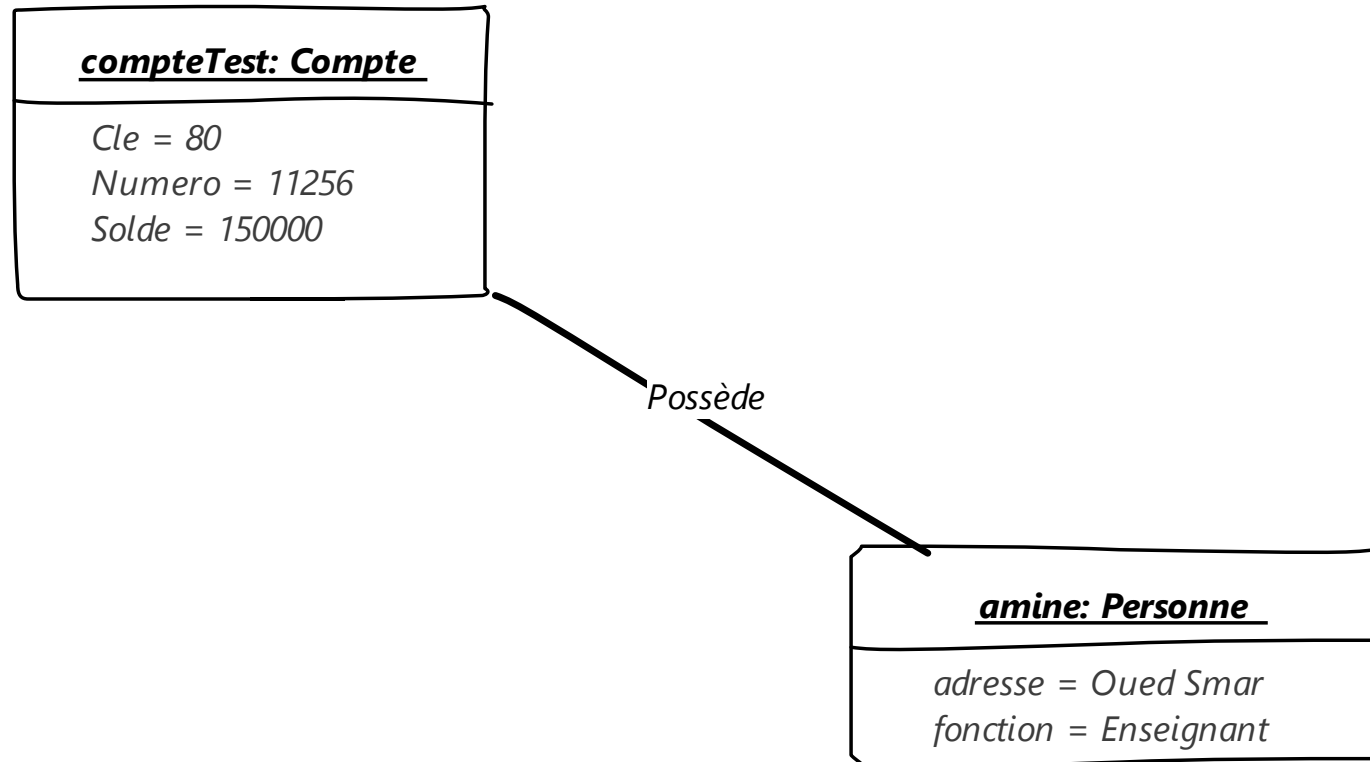 compteTest: Compte
Cle = 80
Numero = 11256
Solde = 150000
Possède
amine: Personne
adresse = Oued Smar
fonction = Enseignant